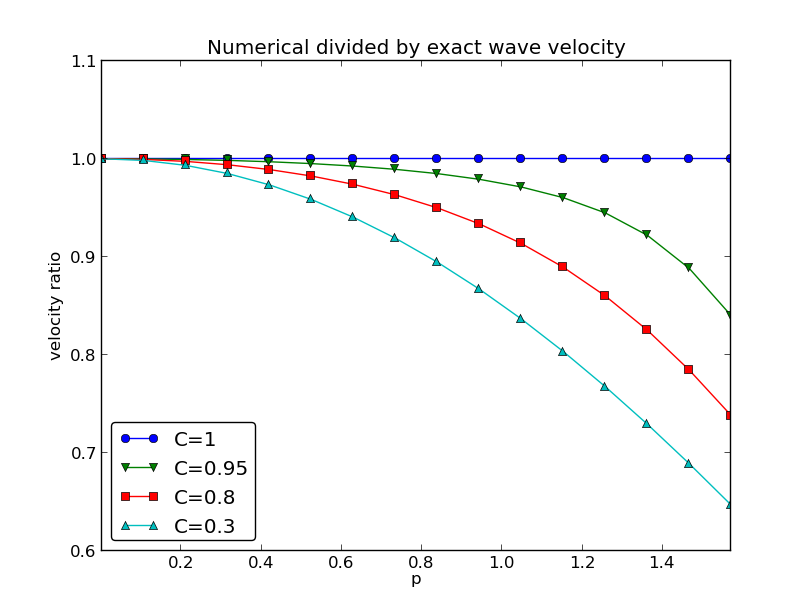 Numerical divided by exact wave velocity
1.1
1.0
0.9
0.8
0.7
0.6
velocity ratio
C=1
C=0.95
C=0.8
C=0.3
0.2 0.4 0.6 0.8 1.0 1.2 1.4
p